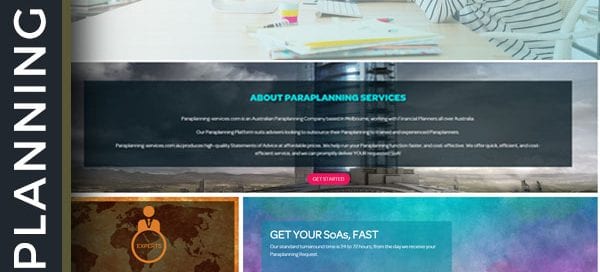 PLANNING
ABOUT PARAPLANNING SERVICES
Paraplanning-services.com is an Australian Paraplanning Company based in Melbourne, working with Financial Planners all over Australia.
Our Paraplanning Platform suits advisers looking to outsource their Paraplanning to trained and experienced Paraplanners.
Paraplanning-services.com.au produces high-quality Statements of Advice at affordable prices. We help run your Paraplanning function faster, and cost-effective. We offer quick, efficient, and cost-
efficient service, and we can promptly deliver YOUR requested SoA!
GET STARTED
EXPERTS
GET YOUR SoAs, FAST
Our standard turnaround time is 24 to 72 hours, from the day we receive your
Paraplanning Request.